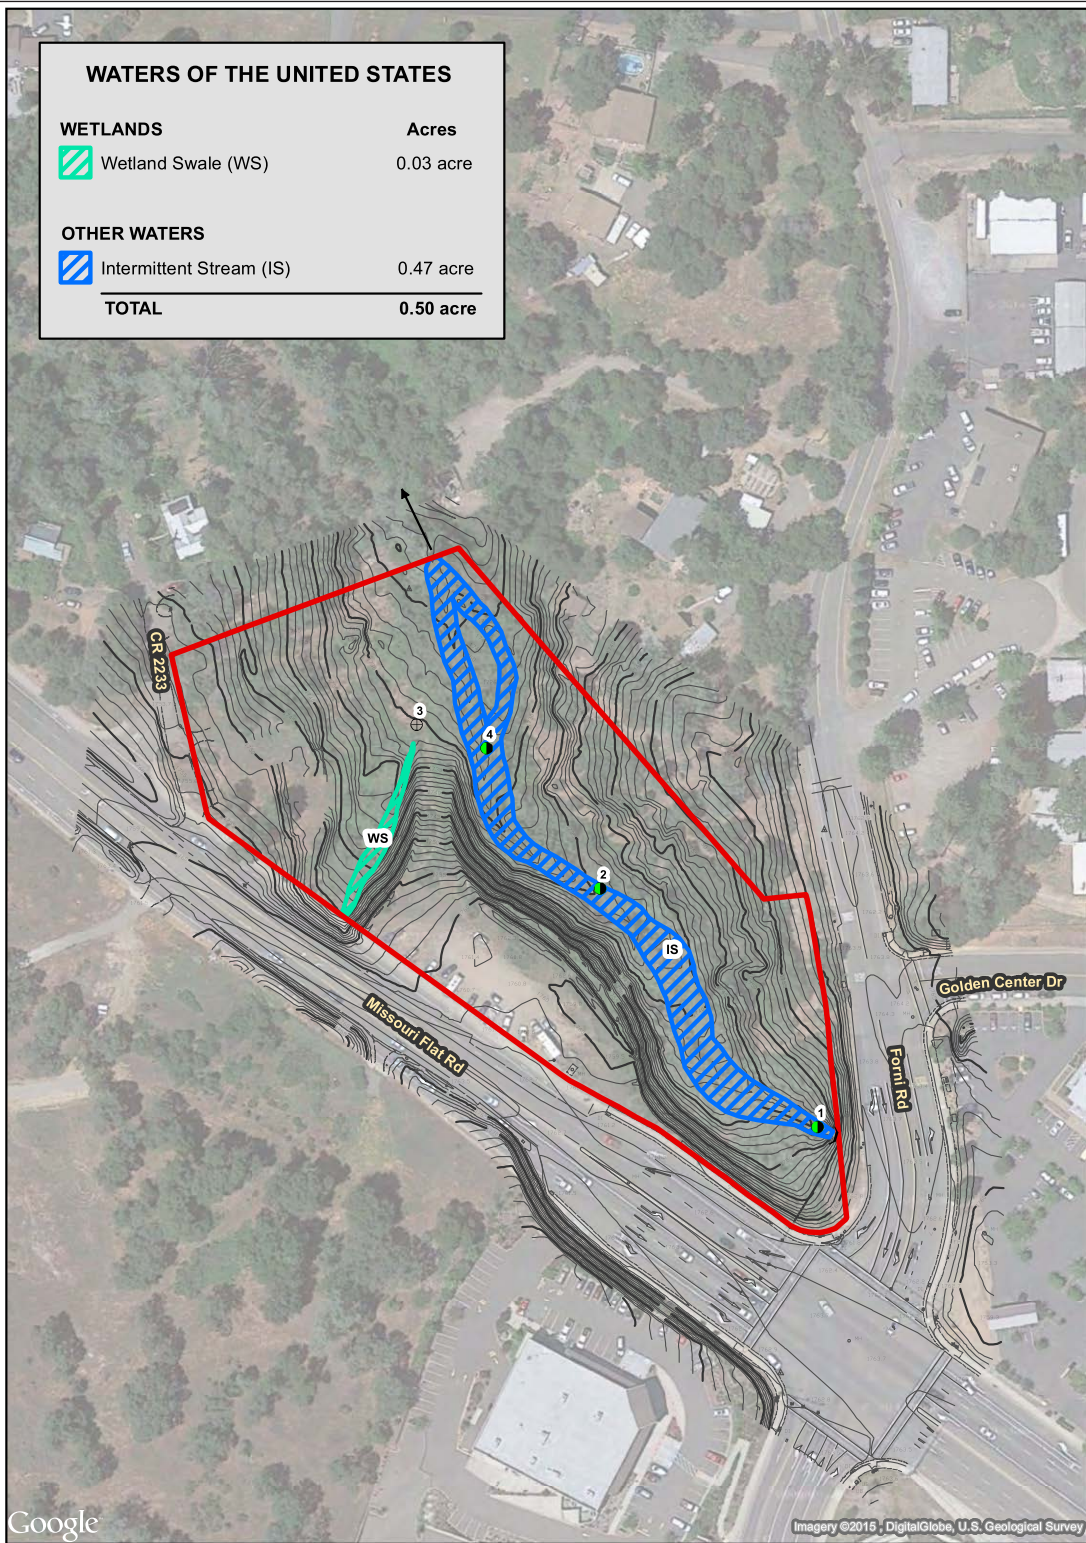 WATERS OF THE UNITED STATES
WETLANDS Acres
Wetland Swale (WS) 0.03 acre
OTHER WATERS
Intermittent Stream (IS) 0.47 acre
TOTAL 0.50 acre
CR 2233
3
4
WS
2
IS
Golden Center Dr
Missouri Flat Rd
Forni Rd
1
Google
Imagery ©2015 , DigitalGlobe, U.S. Geological Survey